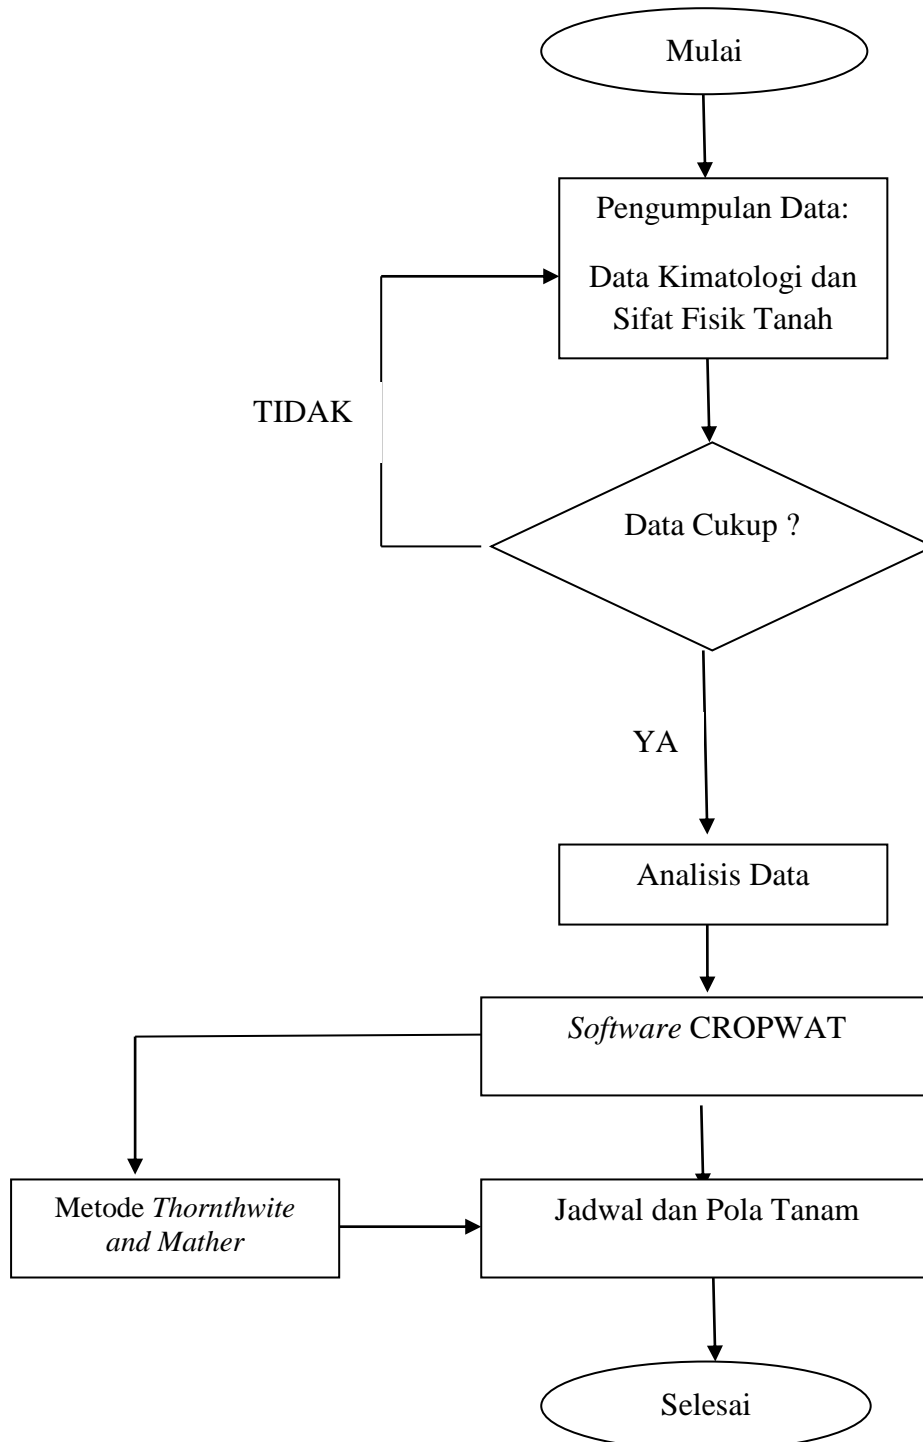 Mulai
Pengumpulan Data:
Data Kimatologi dan
Sifat Fisik Tanah
TIDAK
Data Cukup ?
YA
Analisis Data
Software CROPWAT
Metode Thornthwite
and Mather
Jadwal dan Pola Tanam
Selesai